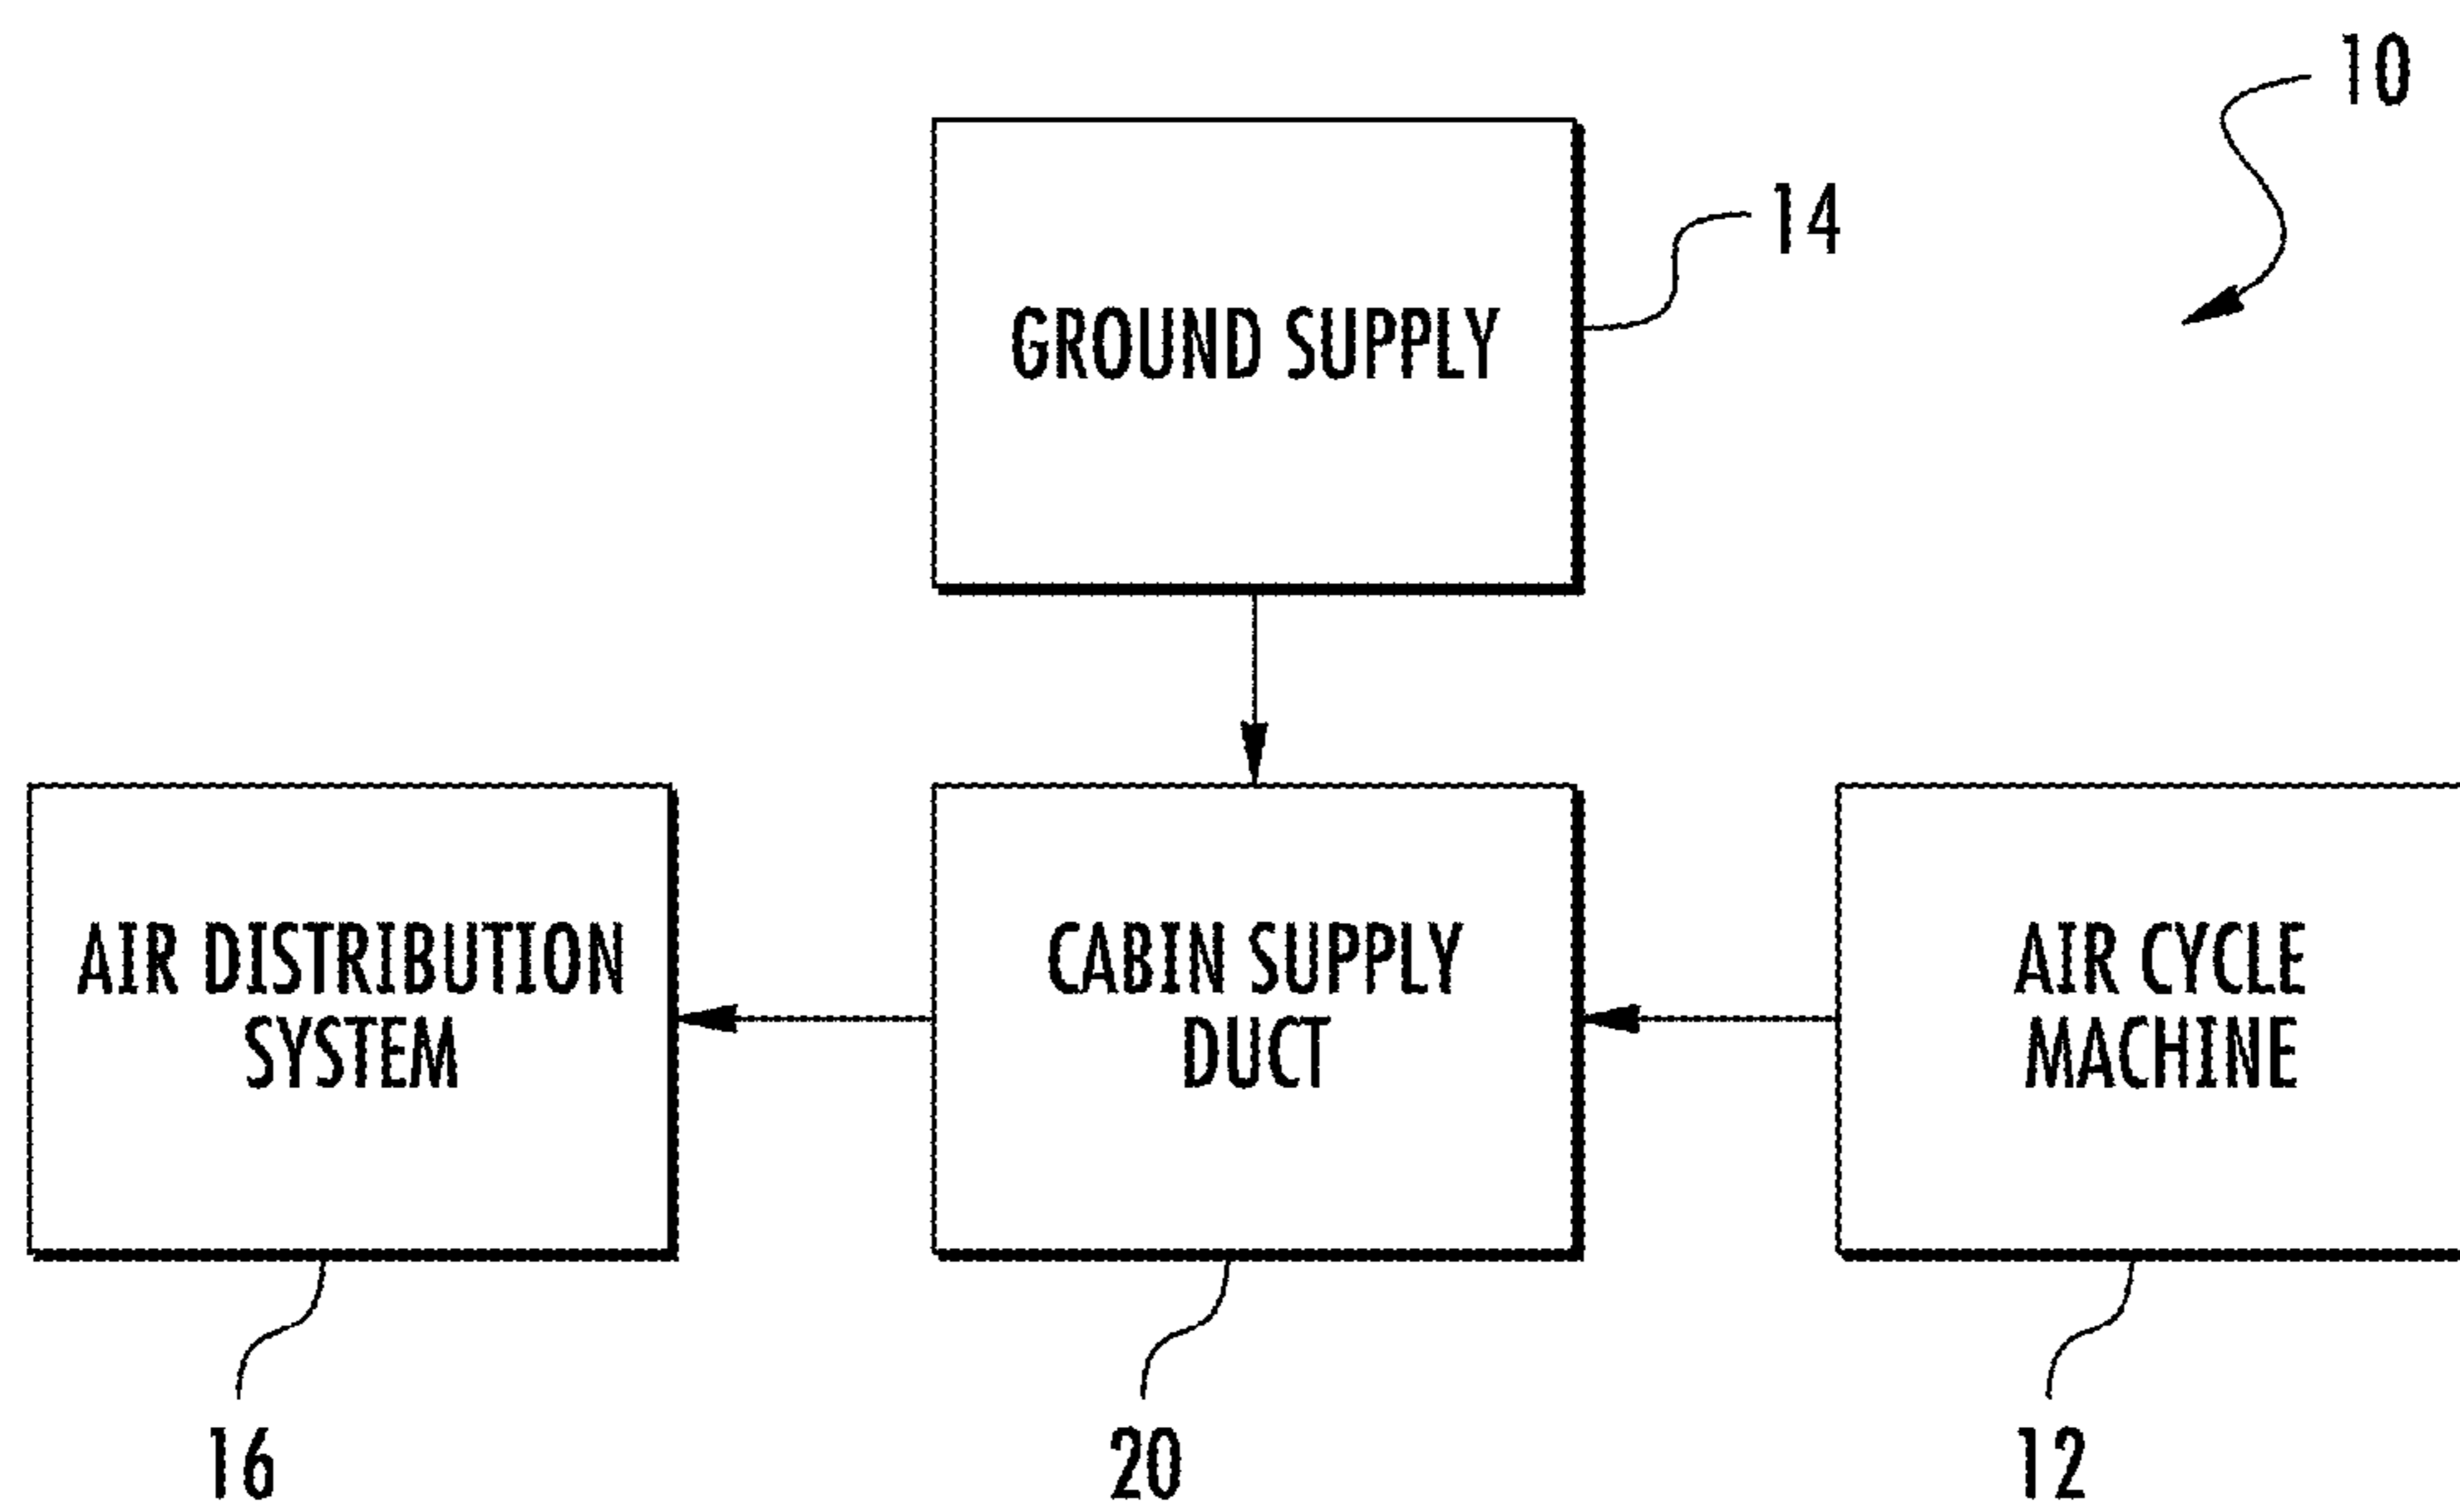 10
14
GROUND SUPPLY
AIR DISTRIBUTION
SYSTEM
CABIN SUPPLY
DUCT
AIR CYCLE
MACHINE
16
20
12